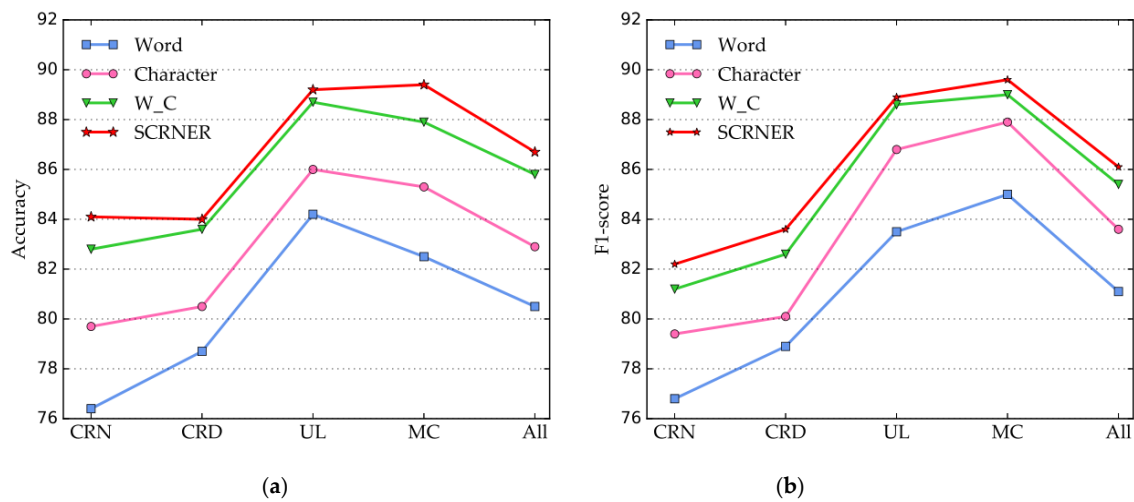 92
90
88
86
84
82
80
78
76
Accuracy
Word
Character
W_C
SCRNER
CRN CRD UL MC All
(a)
92
90
88
86
84
82
80
78
76
F1-score
Word
Character
W_C
SCRNER
CRN CRD UL MC All
(b)